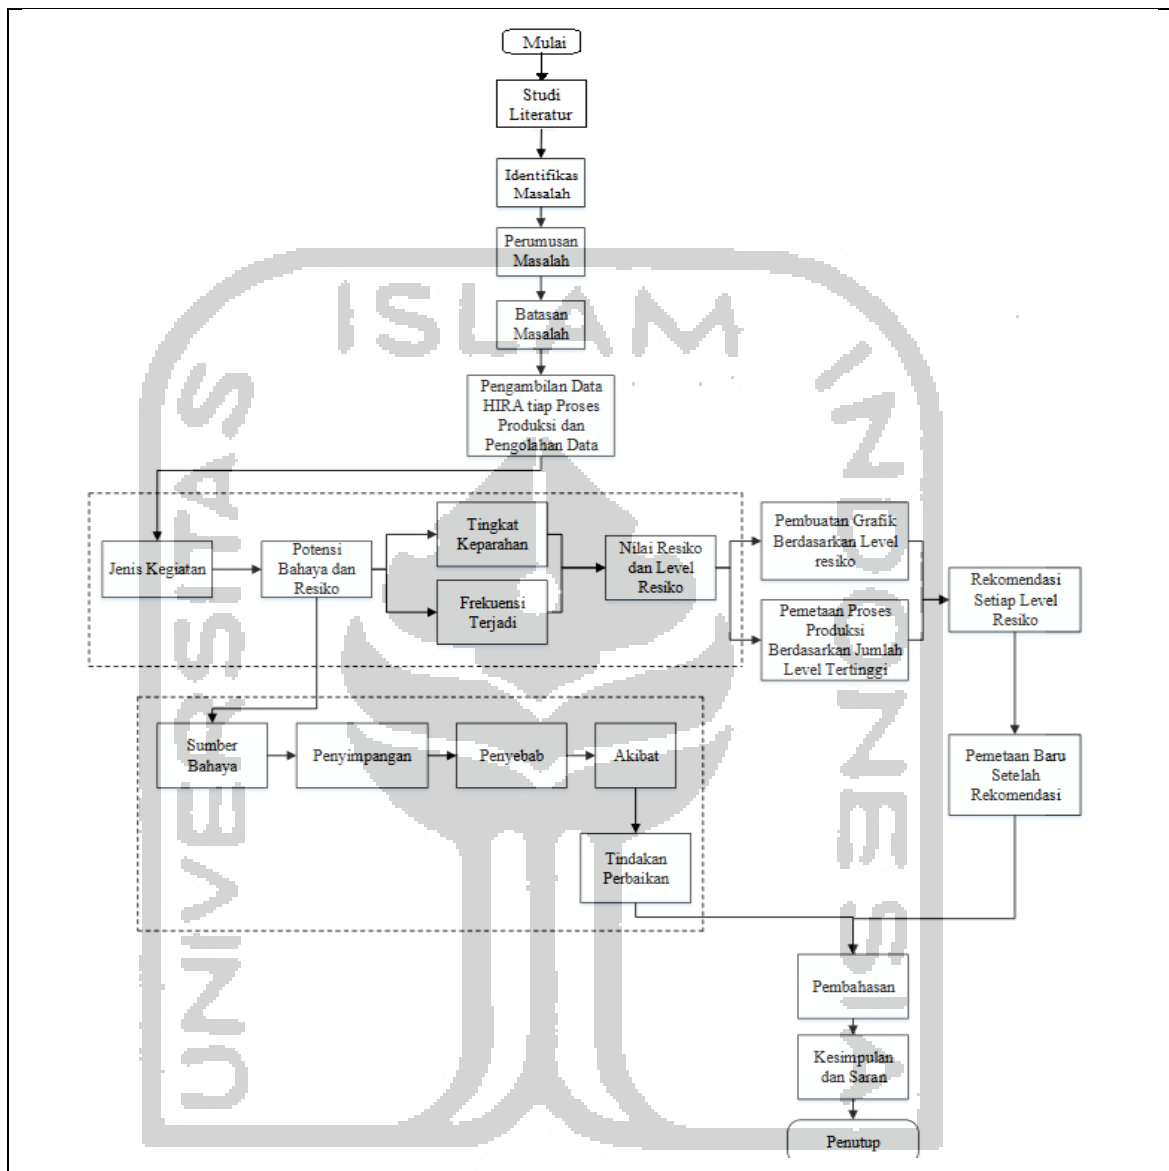 Mulai
Studi
Literatur
Identifikas
Masalah
Perumusan
Masalah
Batasan
Masalah
Pengambilan Data
HIRA tiap Proses
Produksi dan
Pengolahan Data
Jenis Kegiatan
Potensi
Bahaya dan
Resiko
Tingkat
Keparahan
Frekuensi
Terjadi
Nilai Resiko
dan Level
Resiko
Pembuatan Grafik
Berdasarkan Level
resiko
Pemetaan Proses
Produksi
Berdasarkan Jumlah
Level Tertinggi
Rekomendasi
Setiap Level
Resiko
Sumber
Bahaya
Penyimpangan
Penyebab
Akibat
Tindakan
Perbaikan
Pemetaan Baru
Setelah
Rekomendasi
Pembahasan
Kesimpulan
dan Saran
Penutup
UNIVERSITAS
ISLAM
INDONESIA